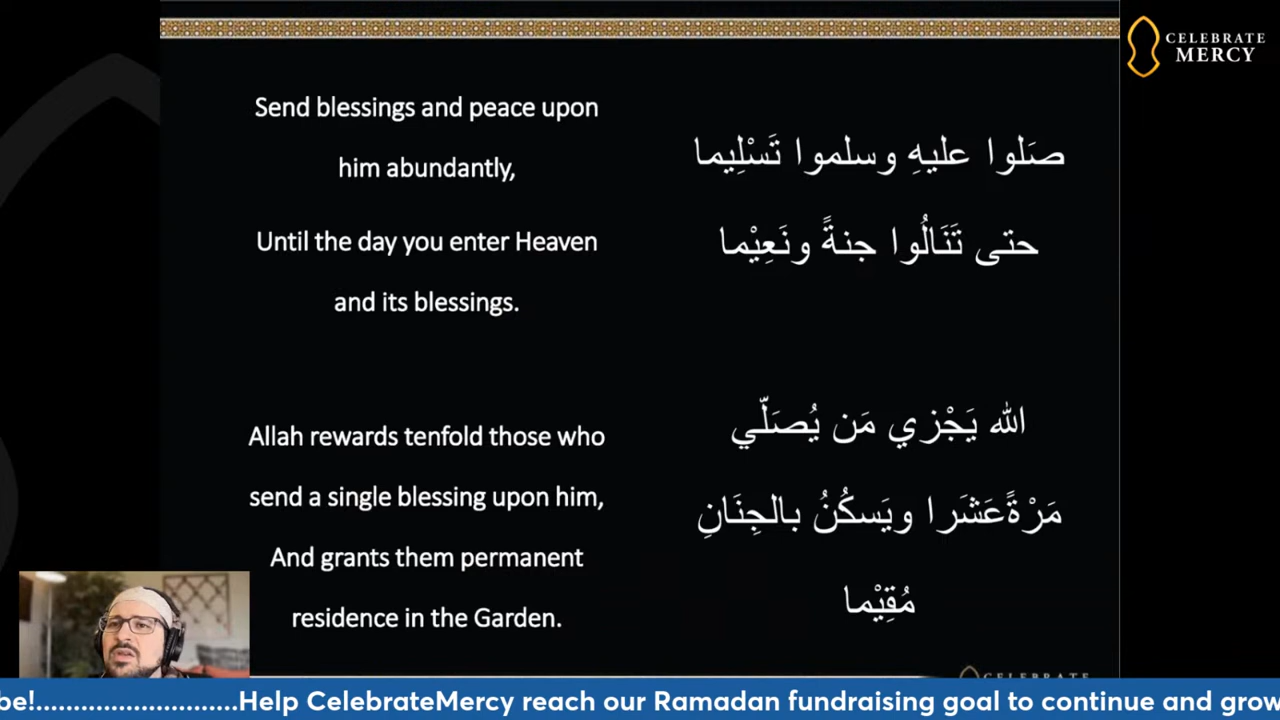 CELEBRATE
MERCY
Send blessings and peace upon
him abundantly,
Until the day you enter Heaven
and its blessings.
صَلوا عليهِ وسلموا تَسْلِيما
حتى تَنَالُوا جنةً ونَعِيْما
Allah rewards tenfold those who
send a single blessing upon him,
And grants them permanent
residence in the Garden.
الله يَجْزي مَن يُصَلّي
مَرْةًعَشَرا ويَسكُنُ بالجِنَانِ
مُقِيْما
CELEBRATE
be!...........................Help CelebrateMercy reach our Ramadan fundraising goal to continue and grow